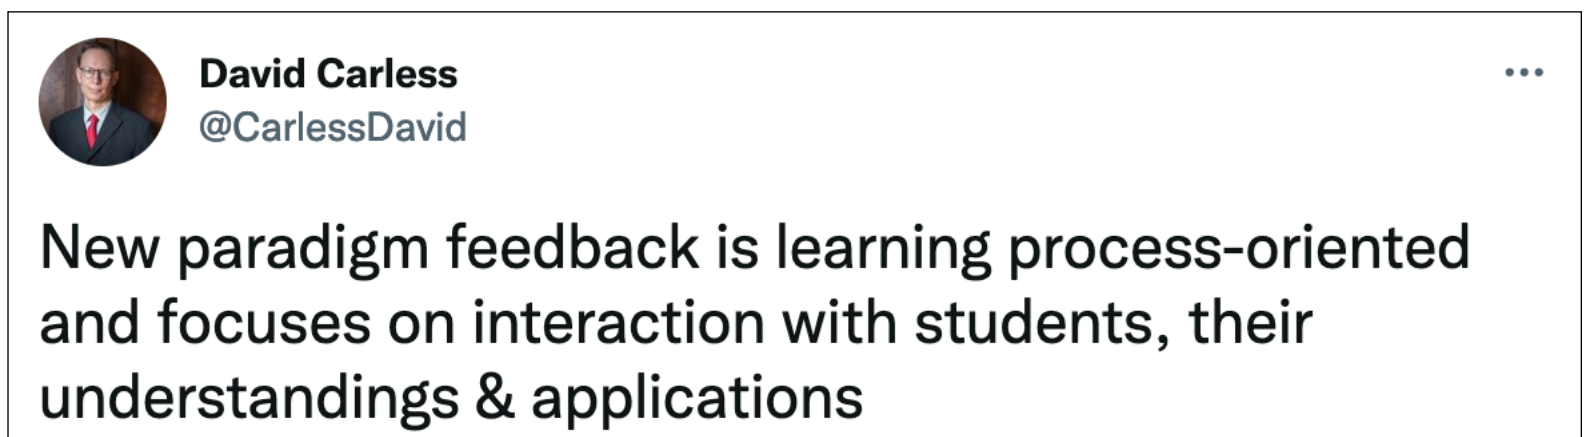 David Carless
@CarlessDavid
New paradigm feedback is learning process-oriented
and focuses on interaction with students, their
understandings & applications